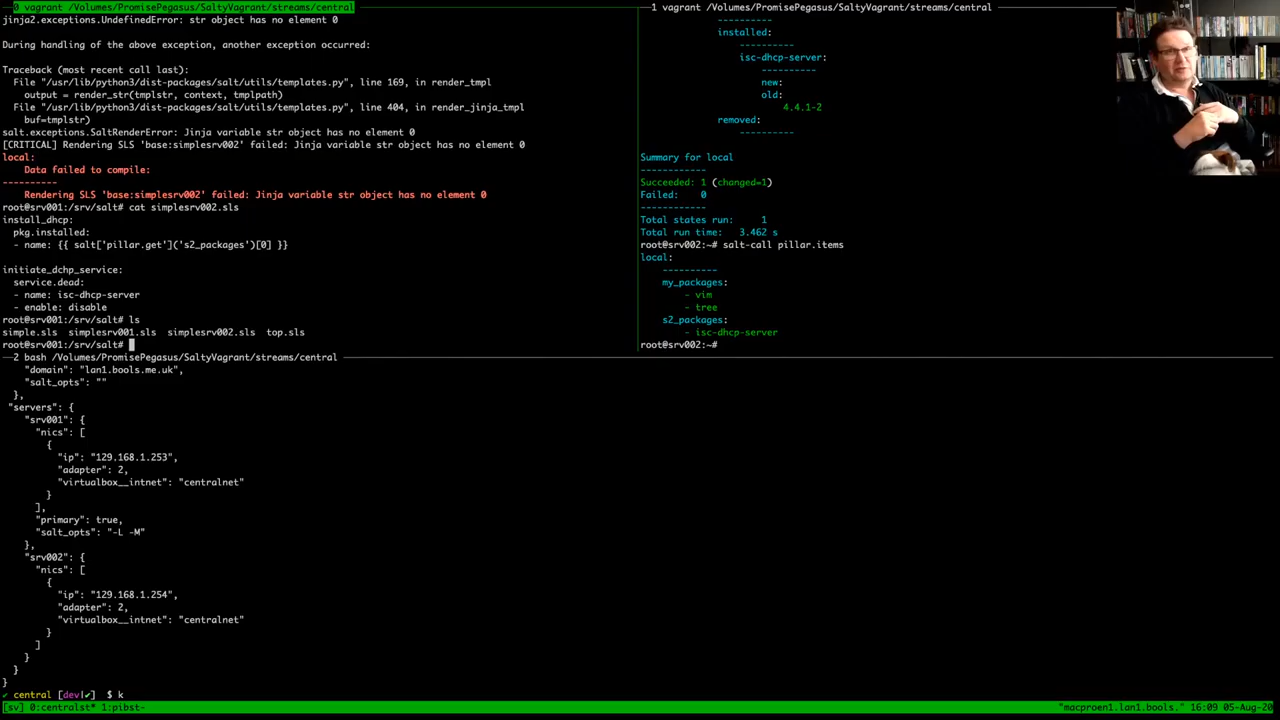 0 vagrant /Volumes/PromisePegasus/SaltyVagrant/streams/central
jinja2.exceptions.UndefinedError: str object has no element 0
During handling of the above exception, another exception occurred:
Traceback (most recent call last):
File "/usr/lib/python3/dist-packages/salt/utils/templates.py", line 169, in render_tmpl
output = render_str(tmplstr, context, tmplpath)
File "/usr/lib/python3/dist-packages/salt/utils/templates.py", line 404, in render_jinja_tmpl
buf=tmplstr)
salt.exceptions.SaltRenderError: Jinja variable str object has no element 0
[CRITICAL] Rendering SLS 'base:simplesrv002' failed: Jinja variable str object has no element 0
local:
Data failed to compile:
----------
Rendering SLS 'base:simplesrv002' failed: Jinja variable str object has no element 0
root@srv001:/srv/salt# cat simplesrv002.sls
install_dhcp:
pkg.installed:
- name: {{ salt['pillar.get']('s2_packages')[0] }}
initiate_dchp_service:
service.dead:
- name: isc-dhcp-server
- enable: disable
root@srv001:/srv/salt# ls
simple.sls simplesrv001.sls simplesrv002.sls top.sls
root@srv001:/srv/salt#
1 vagrant /Volumes/PromisePegasus/SaltyVagrant/streams/central
----------
installed:
----------
isc-dhcp-server:
----------
new:
old:
4.4.1-2
removed:
----------
Summary for local
------------
Succeeded: 1 (changed=1)
Failed: 0
------------
Total states run: 1
Total run time: 3.462 s
root@srv002:~# salt-call pillar.items
local:
----------
my_packages:
- vim
- tree
s2_packages:
- isc-dhcp-server
root@srv002:~#
2 bash /Volumes/PromisePegasus/SaltyVagrant/streams/central
"domain": "lan1.bools.me.uk",
"salt_opts": ""
},
"servers": {
"srv001": {
"nics": [
{
"ip": "129.168.1.253",
"adapter": 2,
"virtualbox__intnet": "centralnet"
}
],
"primary": true,
"salt_opts": "-L -M"
},
"srv002": {
"nics": [
{
"ip": "129.168.1.254",
"adapter": 2,
"virtualbox__intnet": "centralnet"
}
]
}
}
}
✔ central [dev|✔] $ k
[sv] 0:centralst* 1:pibst- "macproen1.lan1.bools." 16:09 05-Aug-20